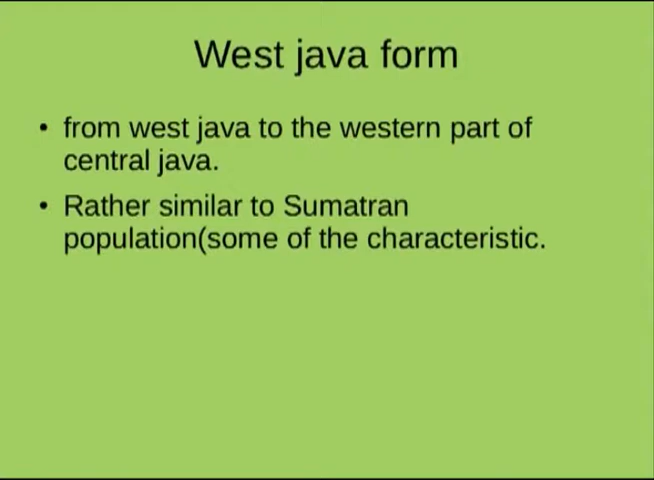 West java form
• from west java to the western part of
central java.
• Rather similar to Sumatran
population(some of the characteristic.